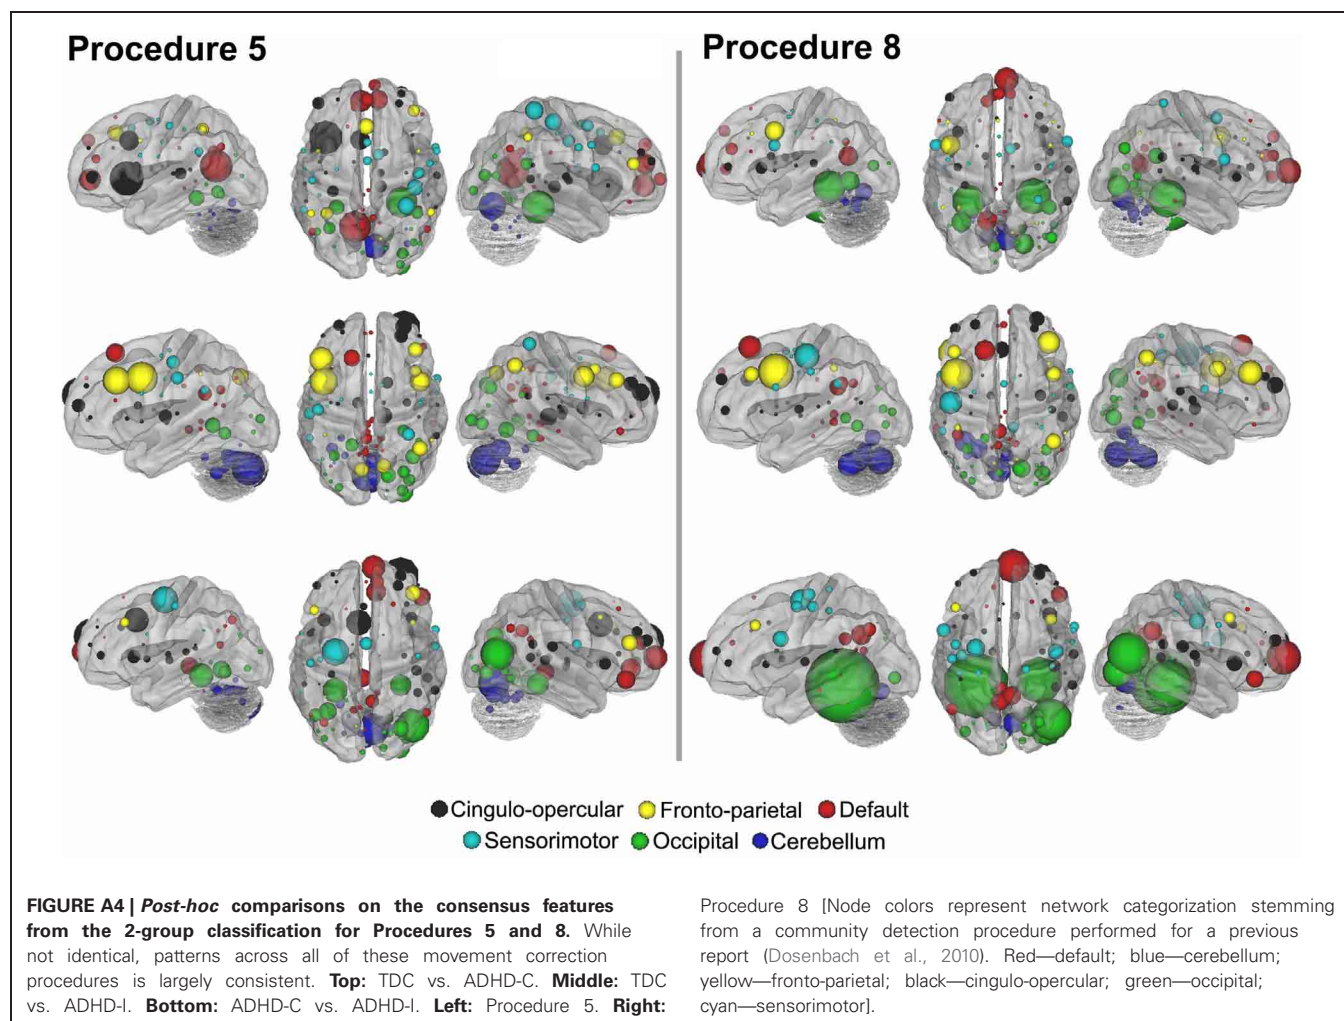 Procedure 5
Procedure 8
Cingulo-opercular Fronto-parietal Default
Sensorimotor Occipital Cerebellum
FIGURE A4 | Post-hoc comparisons on the consensus features
from the 2-group classification for Procedures 5 and 8. While
not identical, patterns across all of these movement correction
procedures is largely consistent. Top: TDC vs. ADHD-C. Middle: TDC
vs. ADHD-I. Bottom: ADHD-C vs. ADHD-I. Left: Procedure 5. Right:
Procedure 8 [Node colors represent network categorization stemming
from a community detection procedure performed for a previous
report (Dosenbach et al., 2010). Red—default; blue—cerebellum;
yellow—fronto-parietal; black—cingulo-opercular; green—occipital;
cyan—sensorimotor].